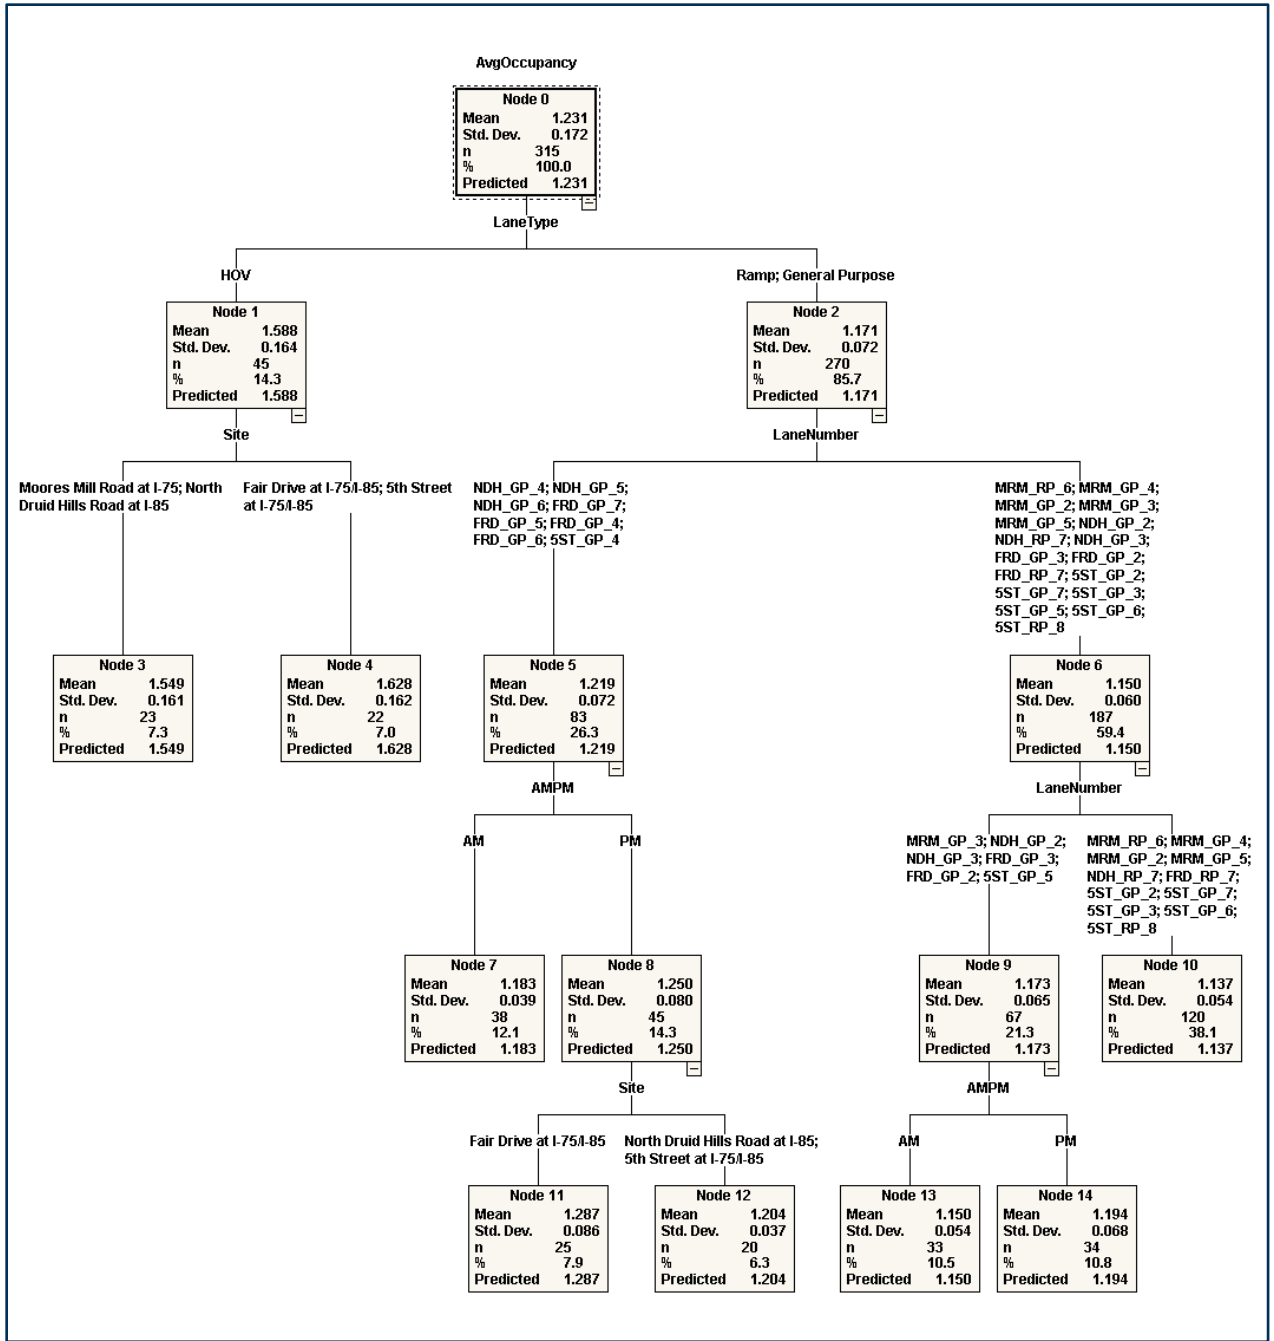 AvgOccupancy
Node 0
Mean 1.231
Std. Dev. 0.172
n 315
% 100.0
Predicted 1.231
LaneType
HOV
Ramp; General Purpose
Node 1
Mean 1.588
Std. Dev. 0.164
n 45
% 14.3
Predicted 1.588
Node 2
Mean 1.171
Std. Dev. 0.072
n 270
% 85.7
Predicted 1.171
Site
LaneNumber
Moores Mill Road at I-75; North
Druid Hills Road at I-85
Fair Drive at I-75/I-85; 5th Street
at I-75/I-85
NDH_GP_4; NDH_GP_5;
NDH_GP_6; FRD_GP_7;
FRD_GP_5; FRD_GP_4;
FRD_GP_6; 5ST_GP_4
MRM_RP_6; MRM_GP_4;
MRM_GP_2; MRM_GP_3;
MRM_GP_5; NDH_GP_2;
NDH_RP_7; NDH_GP_3;
FRD_GP_3; FRD_GP_2;
FRD_RP_7; 5ST_GP_2;
5ST_GP_7; 5ST_GP_3;
5ST_GP_5; 5ST_GP_6;
5ST_RP_8
Node 3
Mean 1.549
Std. Dev. 0.161
n 23
% 7.3
Predicted 1.549
Node 4
Mean 1.628
Std. Dev. 0.162
n 22
% 7.0
Predicted 1.628
Node 5
Mean 1.219
Std. Dev. 0.072
n 83
% 26.3
Predicted 1.219
Node 6
Mean 1.150
Std. Dev. 0.060
n 187
% 59.4
Predicted 1.150
AMPM
LaneNumber
AM
PM
MRM_GP_3; NDH_GP_2;
NDH_GP_3; FRD_GP_3;
FRD_GP_2; 5ST_GP_5
MRM_RP_6; MRM_GP_4;
MRM_GP_2; MRM_GP_5;
NDH_RP_7; FRD_RP_7;
5ST_GP_2; 5ST_GP_7;
5ST_GP_3; 5ST_GP_6;
5ST_RP_8
Node 7
Mean 1.183
Std. Dev. 0.039
n 38
% 12.1
Predicted 1.183
Node 8
Mean 1.250
Std. Dev. 0.080
n 45
% 14.3
Predicted 1.250
Node 9
Mean 1.173
Std. Dev. 0.065
n 67
% 21.3
Predicted 1.173
Node 10
Mean 1.137
Std. Dev. 0.054
n 120
% 38.1
Predicted 1.137
Site
AMPM
Fair Drive at I-75/I-85
North Druid Hills Road at I-85;
5th Street at I-75/I-85
AM
PM
Node 11
Mean 1.287
Std. Dev. 0.086
n 25
% 7.9
Predicted 1.287
Node 12
Mean 1.204
Std. Dev. 0.037
n 20
% 6.3
Predicted 1.204
Node 13
Mean 1.150
Std. Dev. 0.054
n 33
% 10.5
Predicted 1.150
Node 14
Mean 1.194
Std. Dev. 0.068
n 34
% 10.8
Predicted 1.194